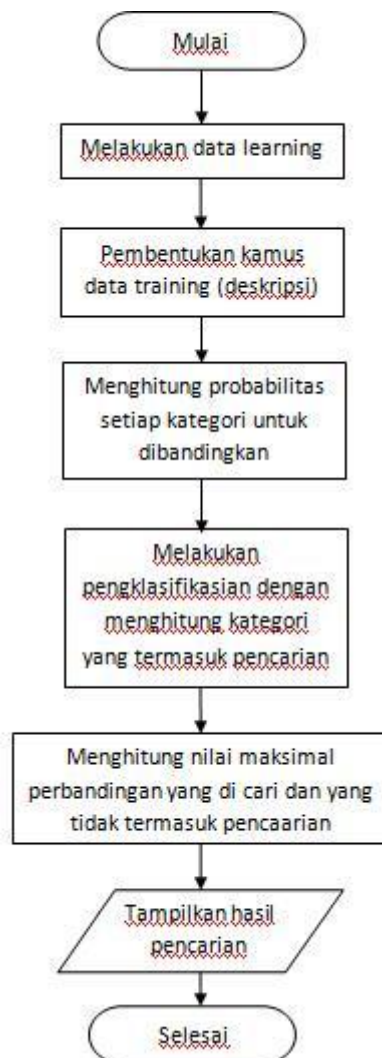 Mulai
Melakukan data learning
Pembentukan kamus
data training (deskripsi)
Menghitung probabilitas
setiap kategori untuk
dibandingkan
Melakukan
pengklasifikasian dengan
menghitung kategori
yang termasuk pencarian
Menghitung nilai maksimal
perbandingan yang di cari dan yang
tidak termasuk pencaarian
Tampilkan hasil
pencarian
Selesai